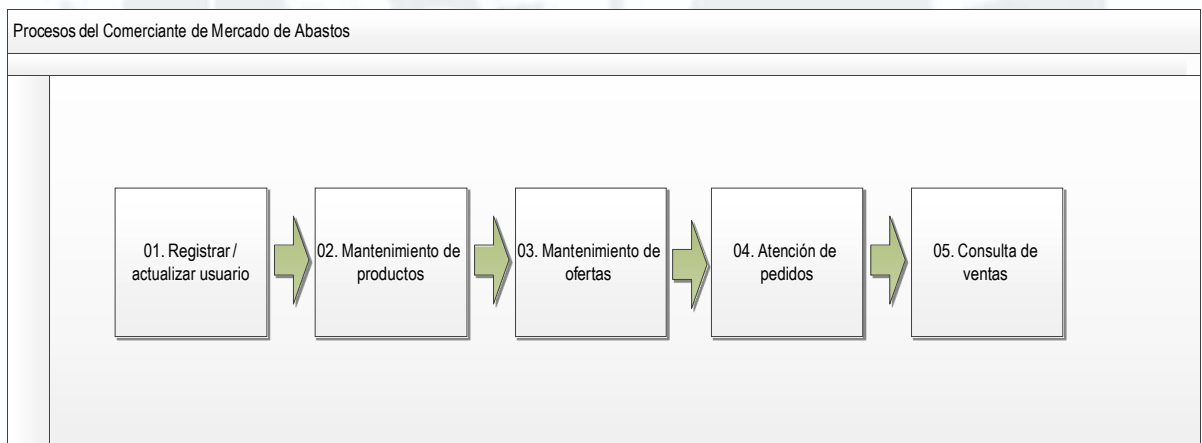 Procesos del Comerciante de Mercado de Abastos
01. Registrar /
actualizar usuario
02. Mantenimiento de
productos
03. Mantenimiento de
ofertas
04. Atención de
pedidos
05. Consulta de
ventas